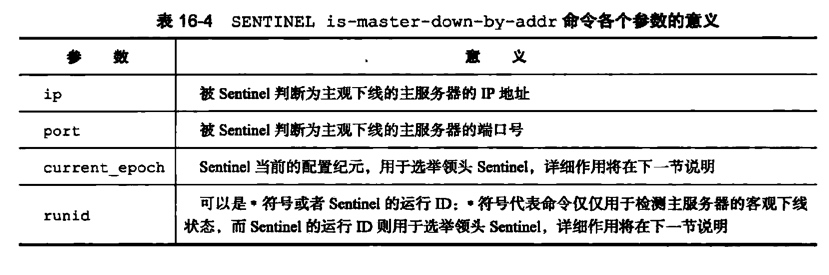 表 16-4 SENTINEL is-master-down-by-addr 命令各个参数的意义
参 数 意 义
ip 被 Sentinel 判断为主观下线的主服务器的 IP 地址
port 被 Sentinel 判断为主观下线的主服务器的端口号
current_epoch Sentinel 当前的配置纪元，用于选举领头 Sentinel，详细作用将在下一节说明
可以是 * 符号或者 Sentinel 的运行 ID：* 符号代表命令仅仅用于检测主服务器的客观下线
runid
状态，而 Sentinel 的运行 ID 则用于选举领头 Sentinel，详细作用将在下一节说明